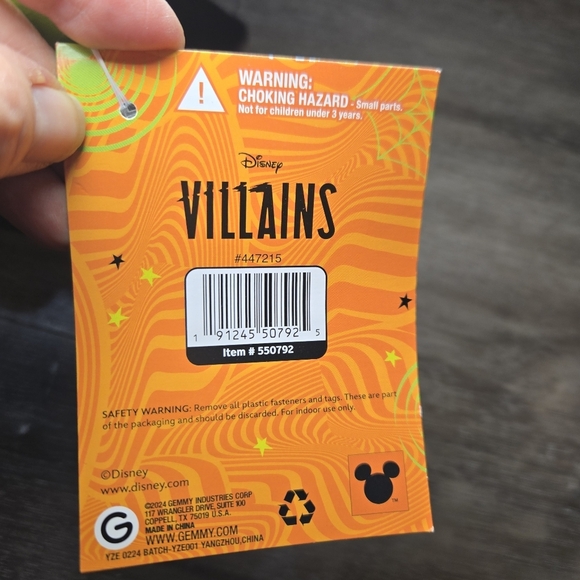 WARNING:
CHOKING HAZARD - Small parts.
Not for children under 3 years.
Disney
VILLAINS
#447215
1 91245 50792 5
Item # 550792
SAFETY WARNING: Remove all plastic fasteners and tags. These are part
of the packaging and should be discarded. For indoor use only.
©Disney
www.disney.com
©2024 GEMMY INDUSTRIES CORP
117 WRANGLER DRIVE, SUITE 100
COPPELL, TX 75019 U.S.A.
MADE IN CHINA
WWW.GEMMY.COM
YZE 0224 BATCH-YZE001 YANGZHOU,CHINA
G
TM